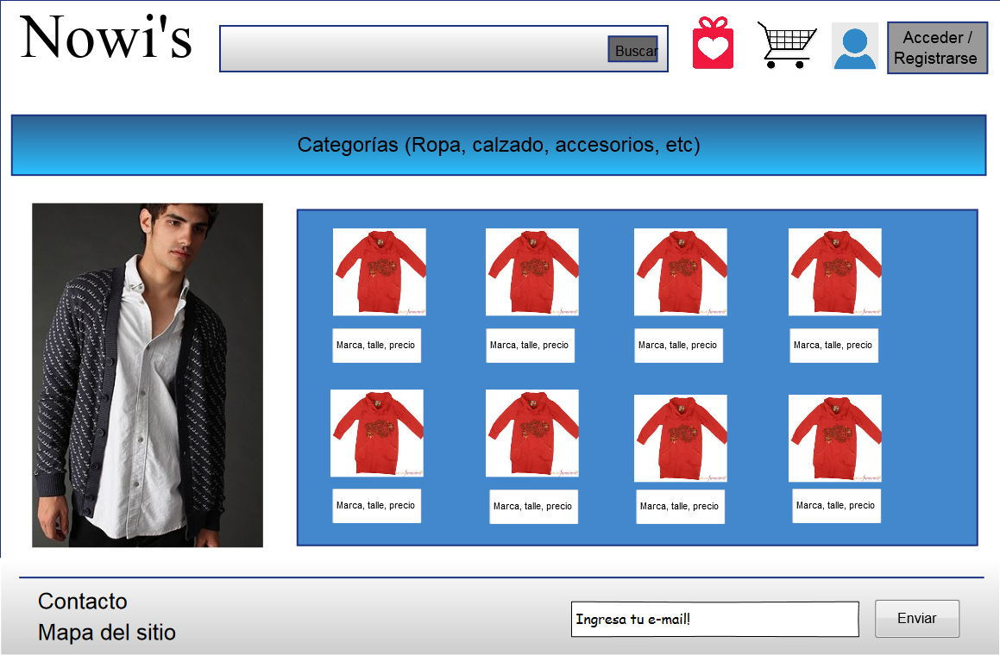 Nowi's
Buscar
Acceder /
Registrarse
Categorías (Ropa, calzado, accesorios, etc)
Marca, talle, precio
Marca, talle, precio
Marca, talle, precio
Marca, talle, precio
Marca, talle, precio
Marca, talle, precio
Marca, talle, precio
Marca, talle, precio
Contacto
Mapa del sitio
Ingresa tu e-mail!
Enviar